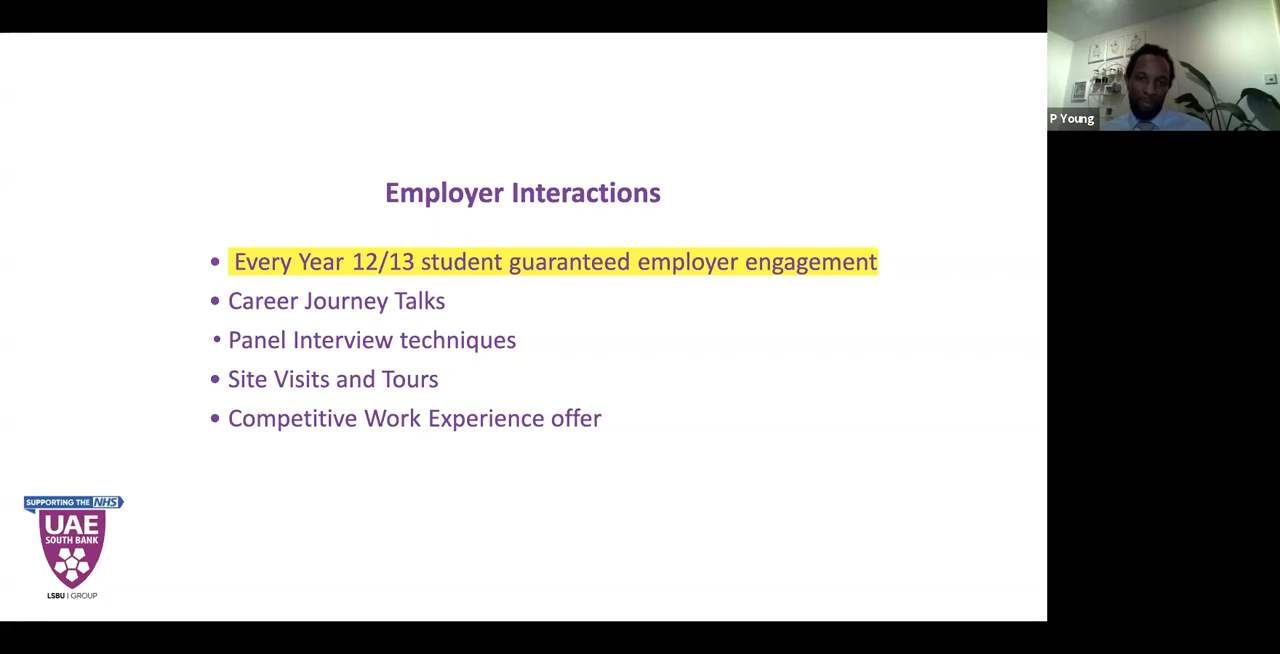 P Young
Employer Interactions
• Every Year 12/13 student guaranteed employer engagement
• Career Journey Talks
• Panel Interview techniques
• Site Visits and Tours
• Competitive Work Experience offer
SUPPORTING THE NHS
UAE
SOUTH BANK
LSBU | GROUP